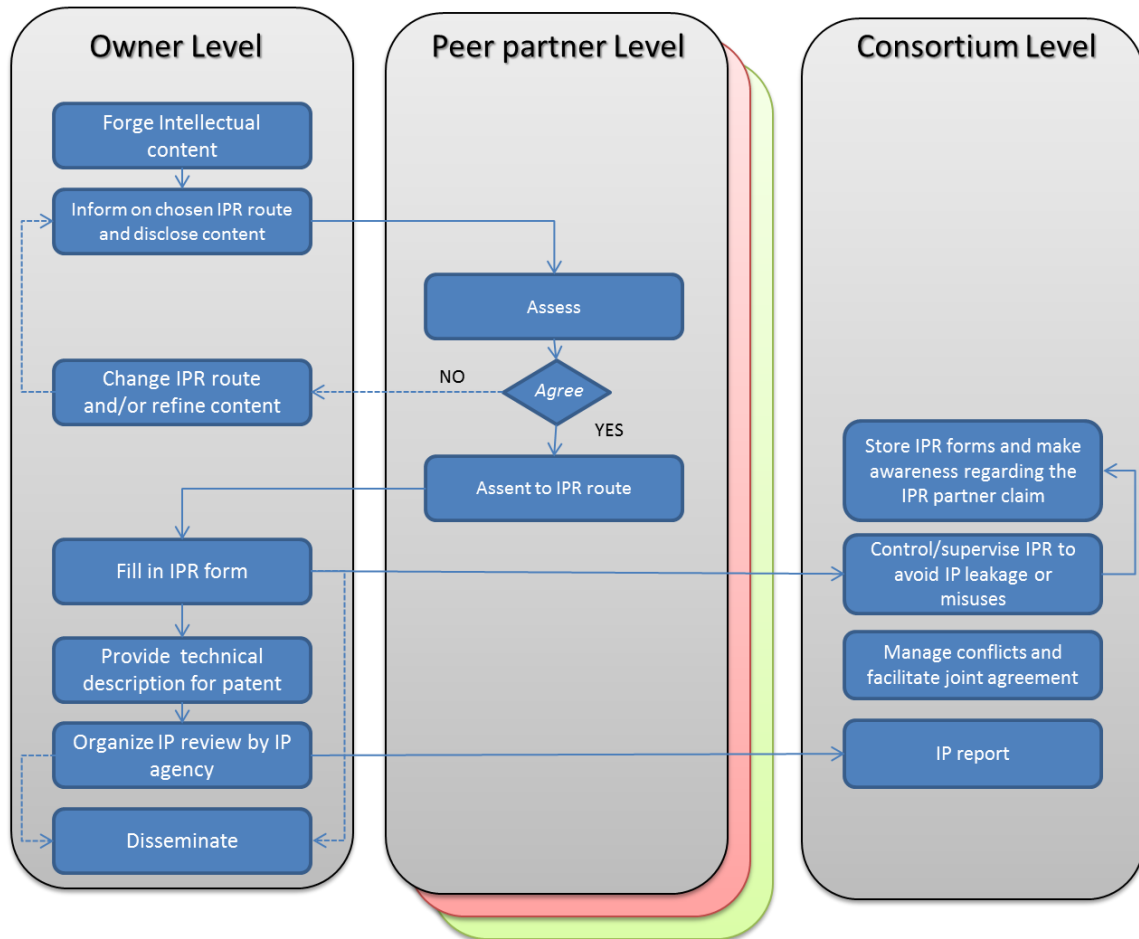 Owner Level
Forge Intellectual
content
Inform on chosen IPR route
and disclose content
Change IPR route
and/or refine content
Fill in IPR form
Provide technical
description for patent
Organize IP review by IP
agency
Disseminate
Peer partner Level
Assess
Agree
NO
YES
Assent to IPR route
Consortium Level
Store IPR forms and make
awareness regarding the
IPR partner claim
Control/supervise IPR to
avoid IP leakage or
misuses
Manage conflicts and
facilitate joint agreement
IP report